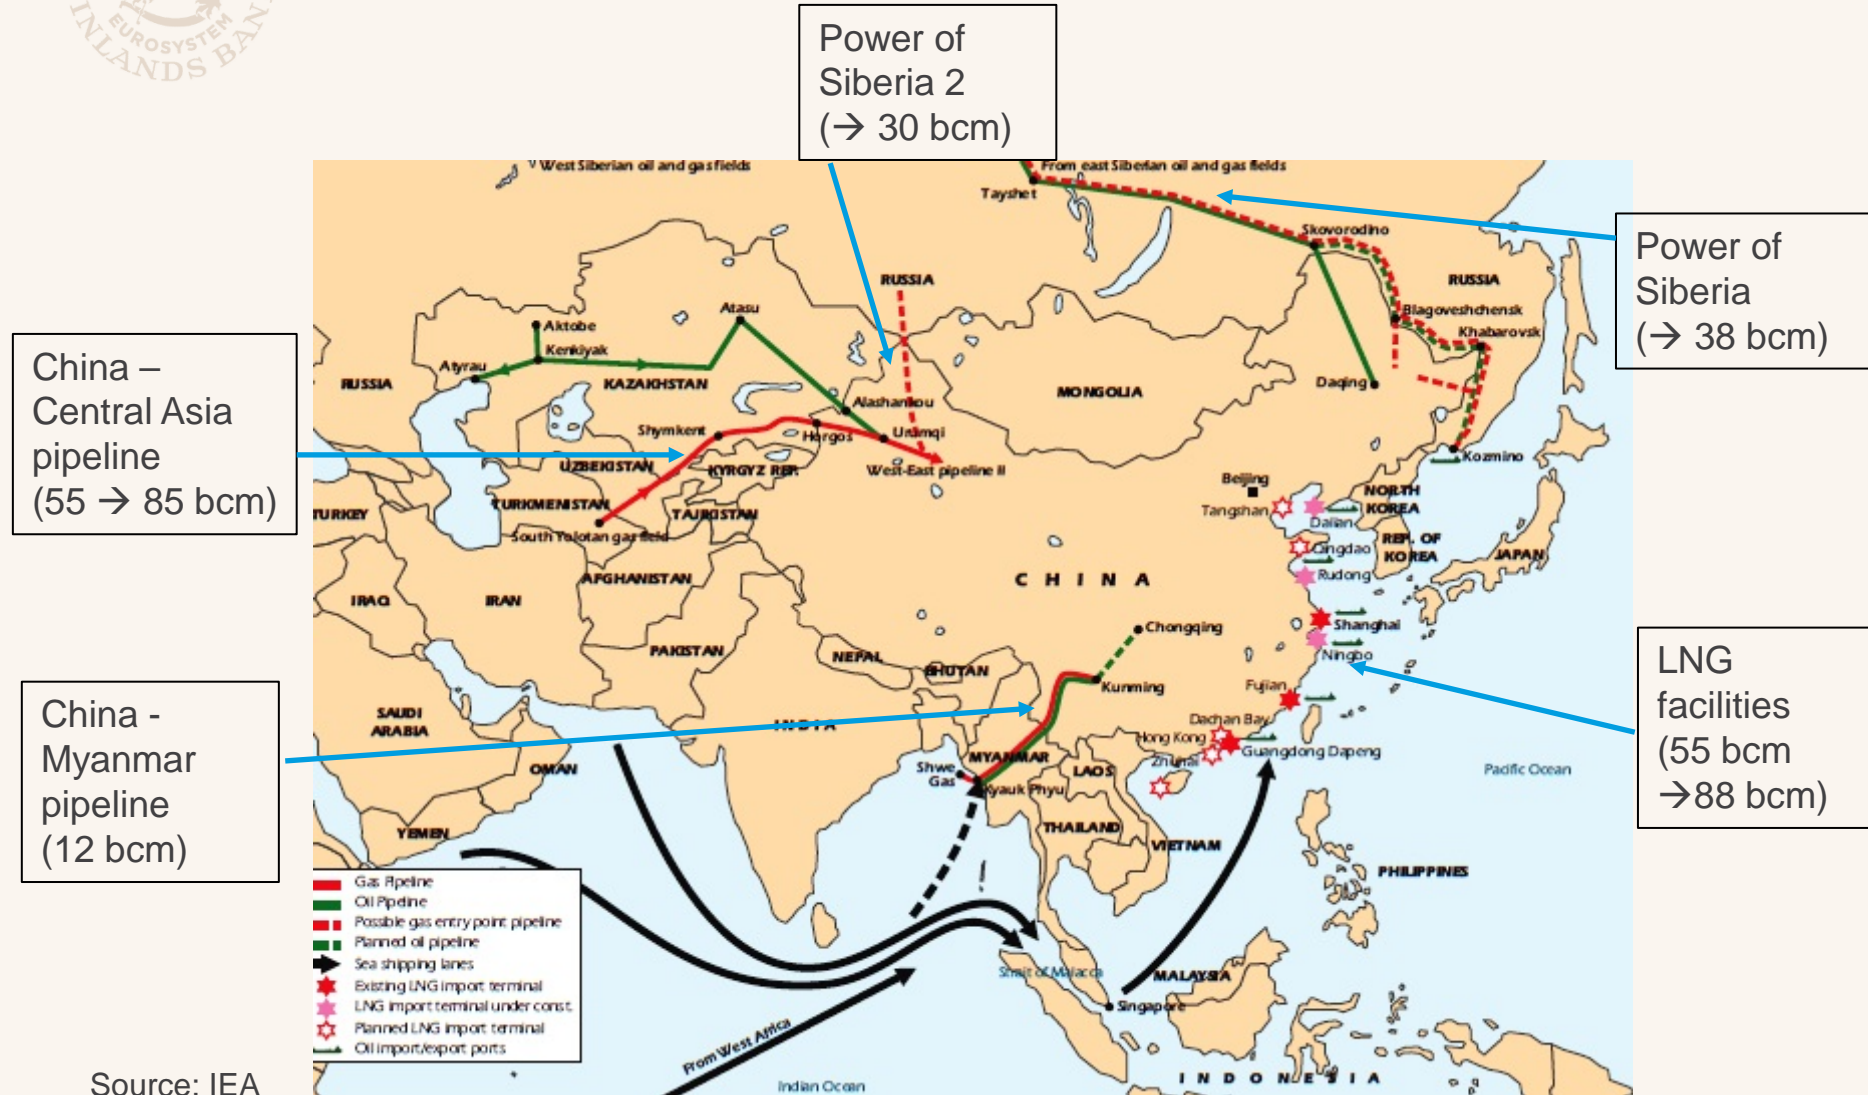 EUROSYSTEM
INLANDS BAN
Power of
Siberia 2
(→ 30 bcm)
West Siberian oil and gas fields
From east Siberian oil and gas fields
Tayshet
Skovorodino
Power of
Siberia
(→ 38 bcm)
RUSSIA
RUSSIA
Blagoveshchensk
Khabarovsk
Atasu
Aktobe
Kenkiyak
Atyrau
RUSSIA
KAZAKHSTAN
MONGOLIA
Daqing
China –
Central Asia
pipeline
(55 → 85 bcm)
Alashankou
Shymkent
Horgos
Urumqi
Kozmino
UZBEKISTAN
KYRGYZ REP.
West-East pipeline II
Beijing
NORTH
KOREA
TURKEY
TURKMENISTAN
TAJIKISTAN
Tangshan
Dalian
South Yolotan gas field
REP. OF
KOREA
JAPAN
Qingdao
AFGHANISTAN
CHINA
Rudong
IRAQ
IRAN
Shanghai
Chongqing
Ningbo
PAKISTAN
NEPAL
BHUTAN
Kunming
Fujian
LNG
facilities
(55 bcm
→88 bcm)
China -
Myanmar
pipeline
(12 bcm)
SAUDI
ARABIA
INDIA
Dachan Bay
Hong Kong
Guangdong Dapeng
Zhuhai
OMAN
MYANMAR
Shwe
Gas
LAOS
Kyauk Phyu
Pacific Ocean
YEMEN
THAILAND
VIETNAM
PHILIPPINES
Gas Pipeline
Oil Pipeline
Possible gas entry point pipeline
Planned oil pipeline
Sea shipping lanes
Existing LNG import terminal
LNG import terminal under const.
Planned LNG import terminal
Oil import/export ports
Strait of Malacca
MALAYSIA
Singapore
From West Africa
Indian Ocean
INDONESIA
Source: IEA